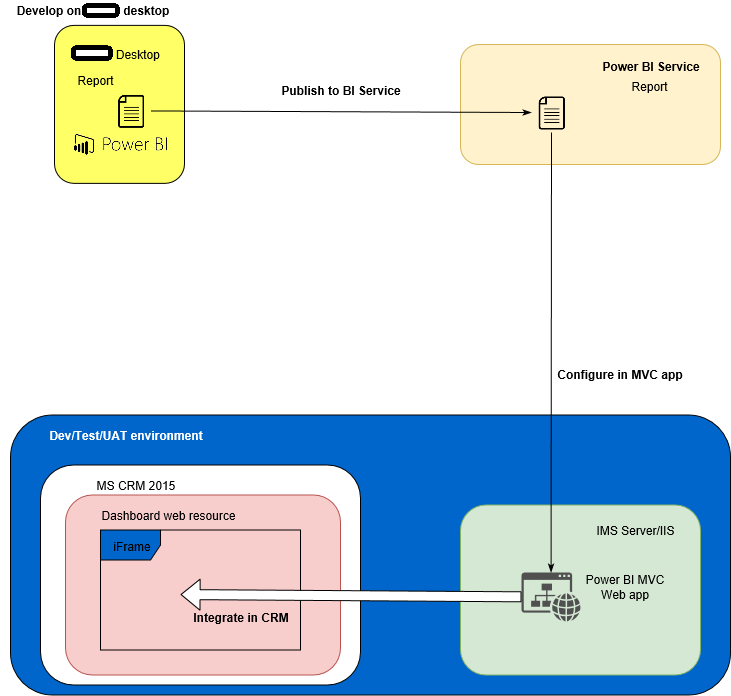 Develop on desktop
Desktop
Report
Power BI
Publish to BI Service
Power BI Service
Report
Configure in MVC app
Dev/Test/UAT environment
MS CRM 2015
Dashboard web resource
iFrame
Integrate in CRM
IMS Server/IIS
Power BI MVC
Web app